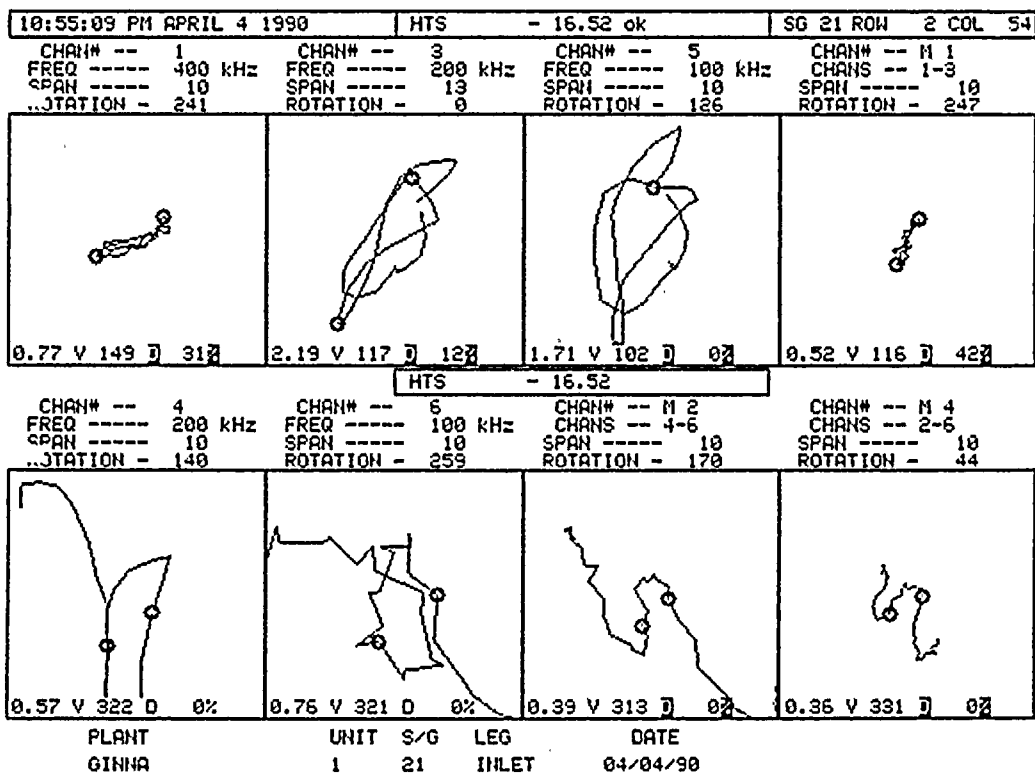 10:55:09 PM APRIL 4 1990 HTS - 16.52 ok SG 21 ROW 2 COL 54
CHAN# -- 1 CHAN# -- 3 CHAN# -- 5 CHAN# -- M 1
FREQ ----- 400 kHz FREQ ----- 200 kHz FREQ ----- 100 kHz CHANS -- 1-3
SPAN ----- 10 SPAN ----- 13 SPAN ----- 10 SPAN ----- 10
OTATION - 241 ROTATION - 0 ROTATION - 126 ROTATION - 247
0.77 V 149 D 31% 2.19 V 117 D 12% 1.71 V 102 D 0% 0.52 V 116 D 42%
HTS - 16.52
CHAN# -- 4 CHAN# -- 6 CHAN# -- M 2 CHAN# -- M 4
FREQ ----- 200 kHz FREQ ----- 100 kHz CHANS -- 4-6 CHANS -- 2-6
SPAN ----- 10 SPAN ----- 10 SPAN ----- 10 SPAN ----- 10
OTATION - 140 ROTATION - 259 ROTATION - 170 ROTATION - 44
0.57 V 322 D 0% 0.76 V 321 D 0% 0.39 V 313 D 0% 0.36 V 331 D 0%
PLANT UNIT S/G LEG DATE
GINNA 1 21 INLET 04/04/90